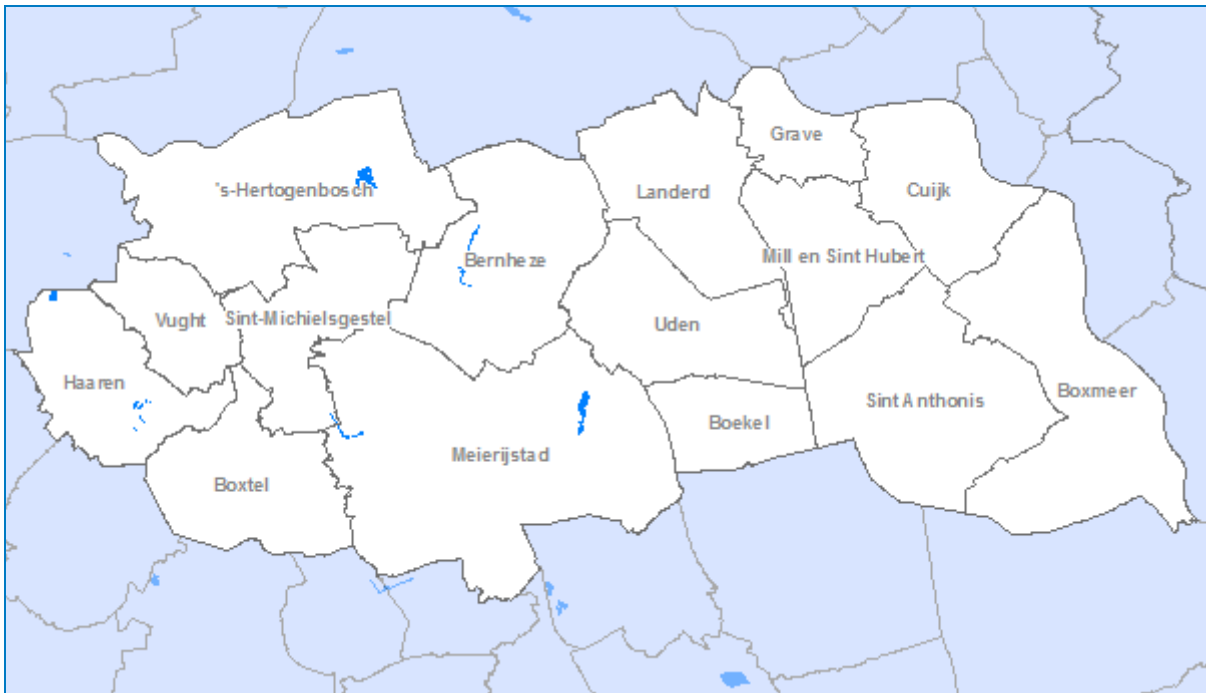 Grave
's-Hertogenbosch
Landerd
Cuijk
Bernheze
Mill en Sint Hubert
Vught
Sint-Michielsgestel
Uden
Haaren
Boxmeer
Sint Anthonis
Boekel
Meierijstad
Boxtel